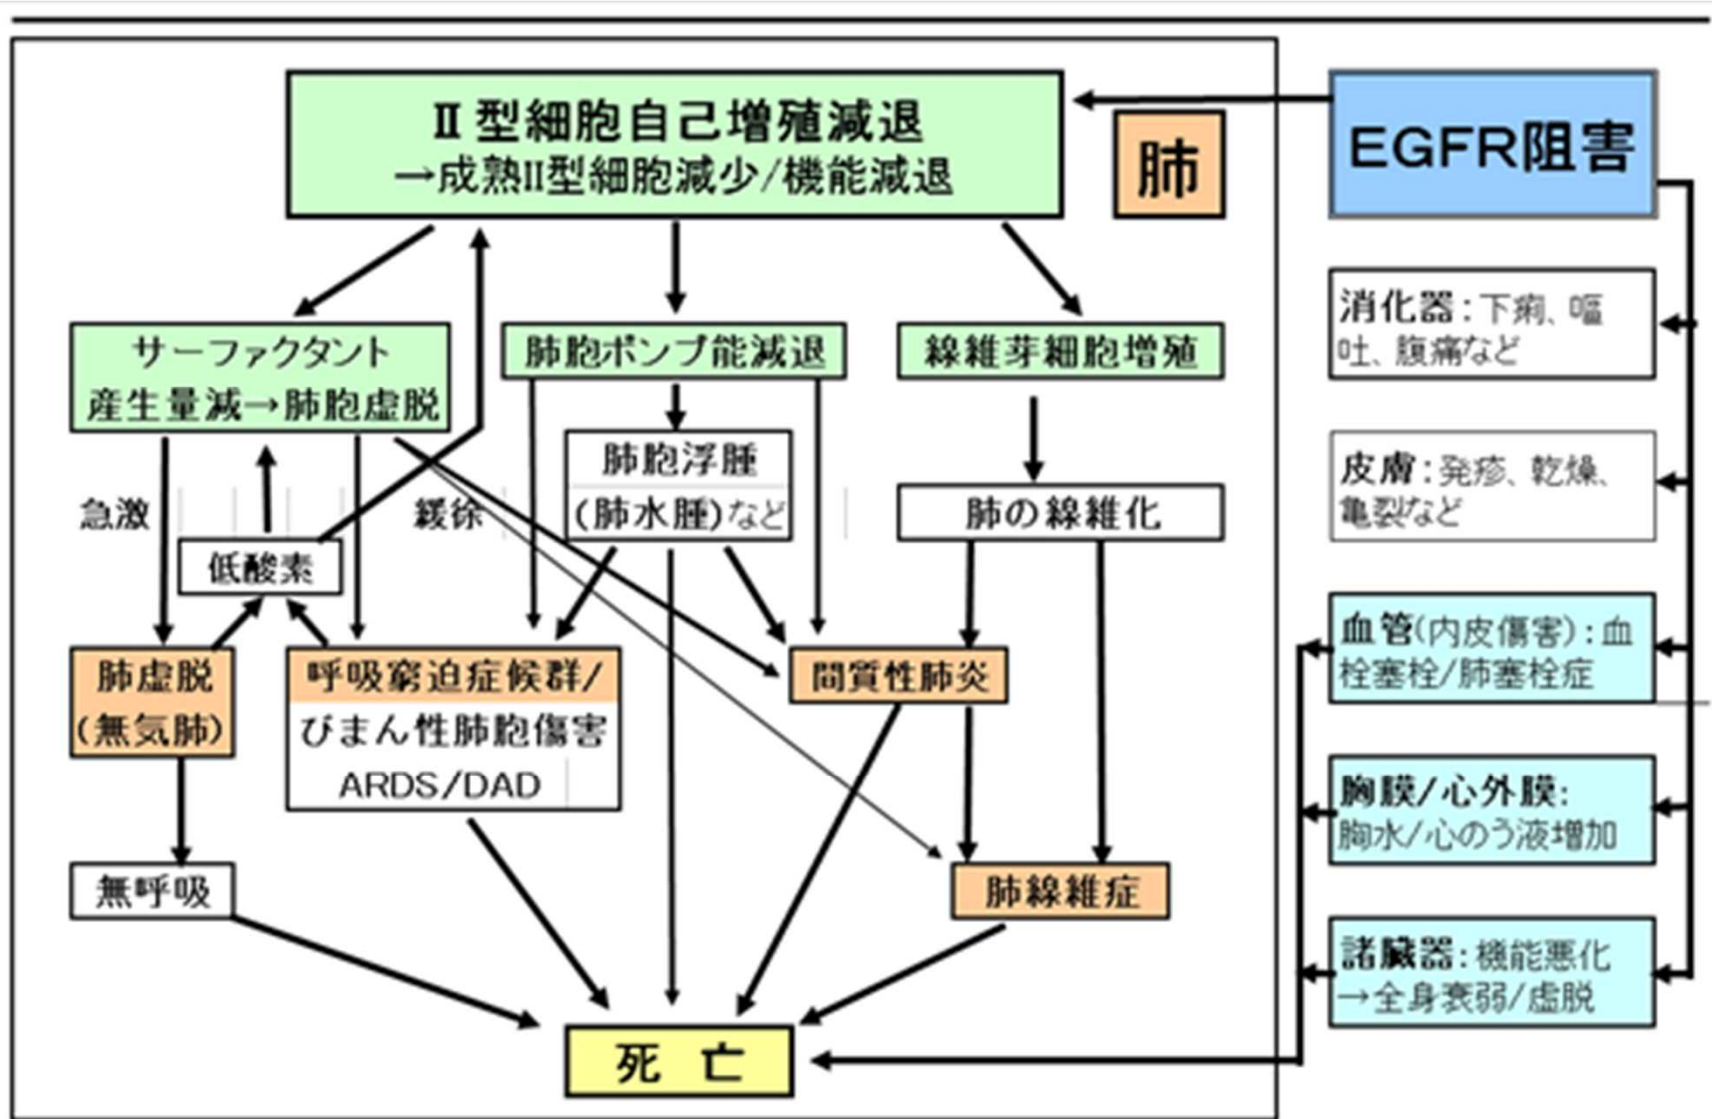 Ⅱ型細胞自己増殖減退
→成熟Ⅱ型細胞減少/機能減退
肺
EGFR阻害
サーファクタント
産生量減→肺胞虚脱
肺胞ポンプ能減退
線維芽細胞増殖
消化器：下痢、嘔
吐、腹痛など
肺胞浮腫
(肺水腫)など
皮膚：発疹、乾燥、
亀裂など
急激
緩徐
肺の線維化
低酸素
肺虚脱
(無気肺)
呼吸窮迫症候群/
びまん性肺胞傷害
ARDS/DAD
間質性肺炎
血管(内皮傷害)：血
栓塞栓/肺塞栓症
胸膜/心外膜：
胸水/心のう液増加
無呼吸
肺線維症
諸臓器：機能悪化
→全身衰弱/虚脱
死 亡